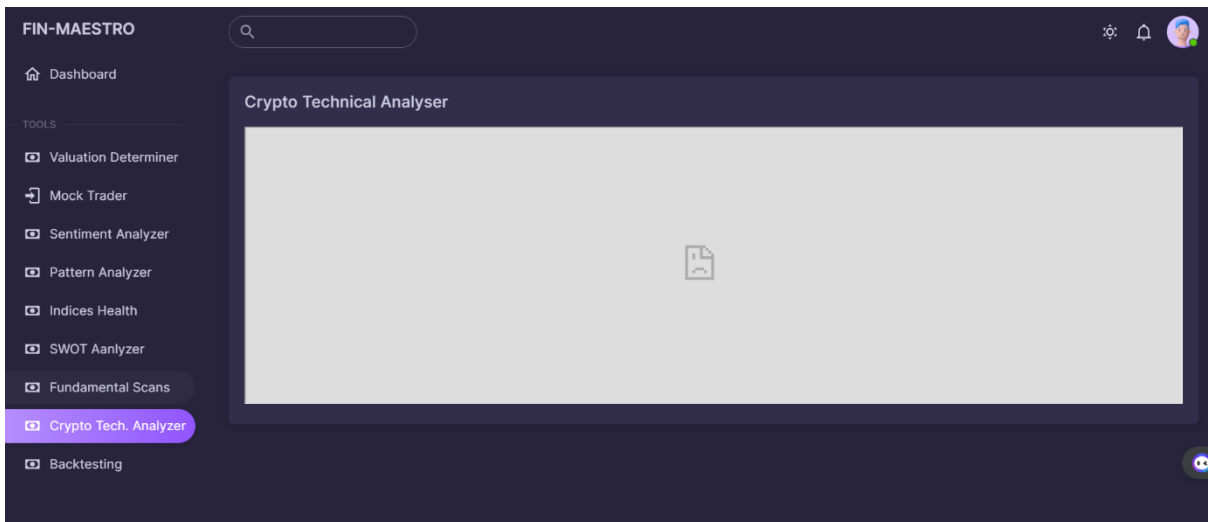 FIN-MAESTRO
Dashboard
TOOLS
Valuation Determiner
Mock Trader
Sentiment Analyzer
Pattern Analyzer
Indices Health
SWOT Aanlyzer
Fundamental Scans
Crypto Tech. Analyzer
Backtesting
Crypto Technical Analyser